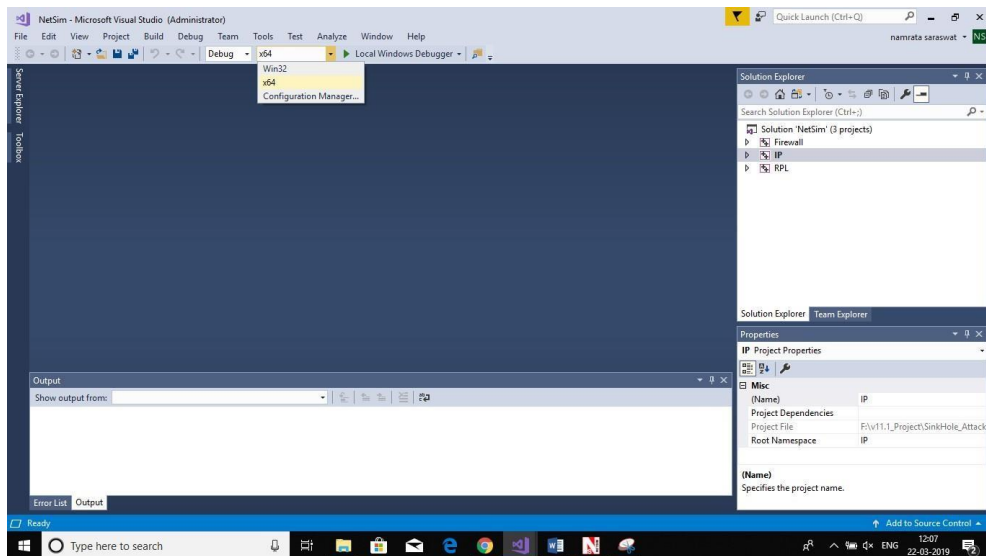 NetSim - Microsoft Visual Studio (Administrator)
Quick Launch (Ctrl+Q)
File Edit View Project Build Debug Team Tools Test Analyze Window Help
namrata saraswat NS
Debug x64 Local Windows Debugger
Win32
x64
Configuration Manager...
Server Explorer
Toolbox
Solution Explorer
Search Solution Explorer (Ctrl+;)
Solution 'NetSim' (3 projects)
Firewall
IP
RPL
Solution Explorer Team Explorer
Properties
IP Project Properties
Misc
(Name) IP
Project Dependencies
Project File F:\v11.1_Project\SinkHole_Attack
Root Namespace IP
(Name)
Specifies the project name.
Output
Show output from:
Error List Output
Ready
Add to Source Control
Type here to search
ENG
12:07
22-03-2019